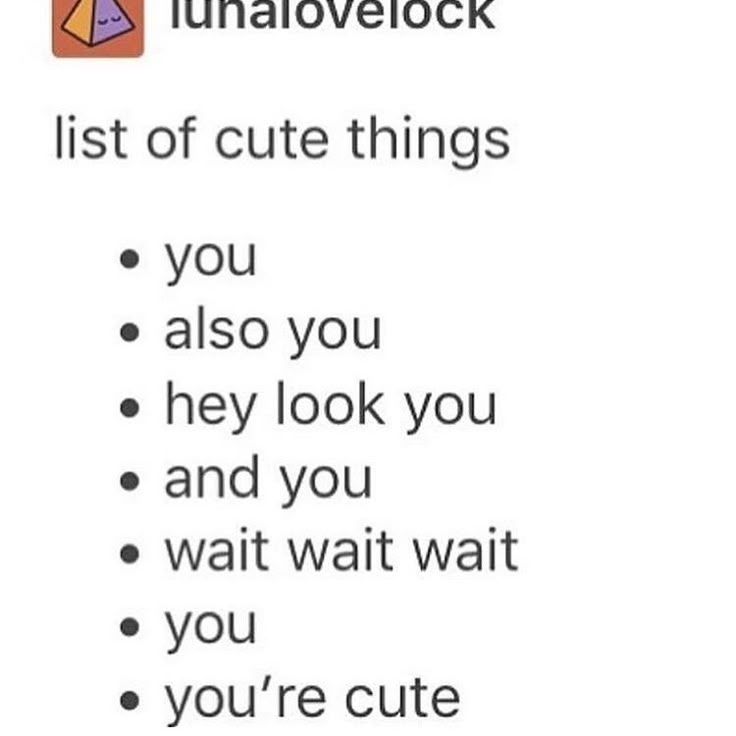 lunalovelock
list of cute things
• you
• also you
• hey look you
• and you
• wait wait wait
• you
• you're cute